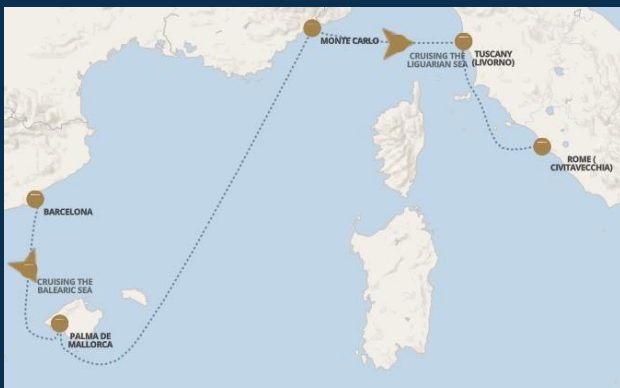 MONTE CARLO
CRUISING THE
LIGUARIAN SEA
TUSCANY
(LIVORNO)
ROME (
CIVITAVECCHIA)
BARCELONA
CRUISING THE
BALEARIC SEA
PALMA DE
MALLORCA